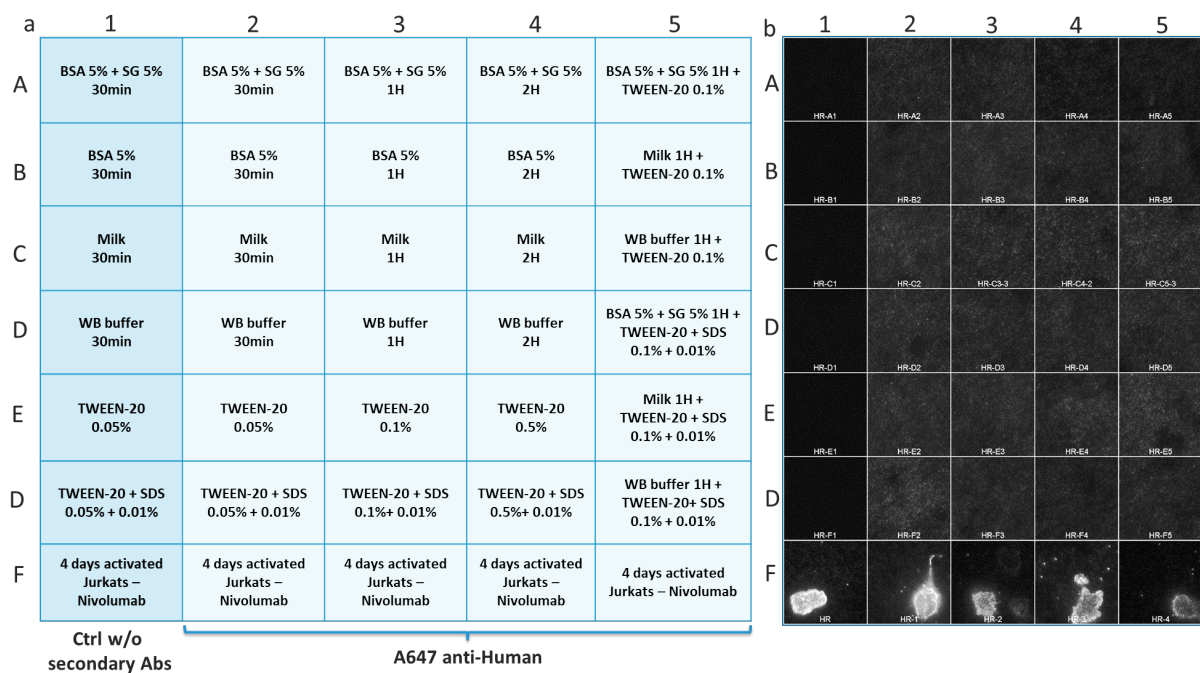 a 1 2 3 4 5
A
BSA 5% + SG 5%
30min
BSA 5% + SG 5%
30min
BSA 5% + SG 5%
1H
BSA 5% + SG 5%
2H
BSA 5% + SG 5% 1H +
TWEEN-20 0.1%
B
BSA 5%
30min
BSA 5%
30min
BSA 5%
1H
BSA 5%
2H
Milk 1H +
TWEEN-20 0.1%
C
Milk
30min
Milk
30min
Milk
1H
Milk
2H
WB buffer 1H +
TWEEN-20 0.1%
D
WB buffer
30min
WB buffer
30min
WB buffer
1H
WB buffer
2H
BSA 5% + SG 5% 1H +
TWEEN-20 + SDS
0.1% + 0.01%
E
TWEEN-20
0.05%
TWEEN-20
0.05%
TWEEN-20
0.1%
TWEEN-20
0.5%
Milk 1H +
TWEEN-20 + SDS
0.1% + 0.01%
D
TWEEN-20 + SDS
0.05% + 0.01%
TWEEN-20 + SDS
0.05% + 0.01%
TWEEN-20 + SDS
0.1%+ 0.01%
TWEEN-20 + SDS
0.5%+ 0.01%
WB buffer 1H +
TWEEN-20+ SDS
0.1% + 0.01%
F
4 days activated
Jurkats –
Nivolumab
4 days activated
Jurkats –
Nivolumab
4 days activated
Jurkats –
Nivolumab
4 days activated
Jurkats –
Nivolumab
4 days activated
Jurkats – Nivolumab
Ctrl w/o
secondary Abs
A647 anti-Human
b 1 2 3 4 5
A
HR-A1 HR-A2 HR-A3 HR-A4 HR-A5
B
HR-B1 HR-B2 HR-B3 HR-B4 HR-B5
C
HR-C1 HR-C2 HR-C3-3 HR-C4-2 HR-C5-3
D
HR-D1 HR-D2 HR-D3 HR-D4 HR-D5
E
HR-E1 HR-E2 HR-E3 HR-E4 HR-E5
D
HR-F1 HR-F2 HR-F3 HR-F4 HR-F5
F
HR HR-1 HR-2 HR-3 HR-4